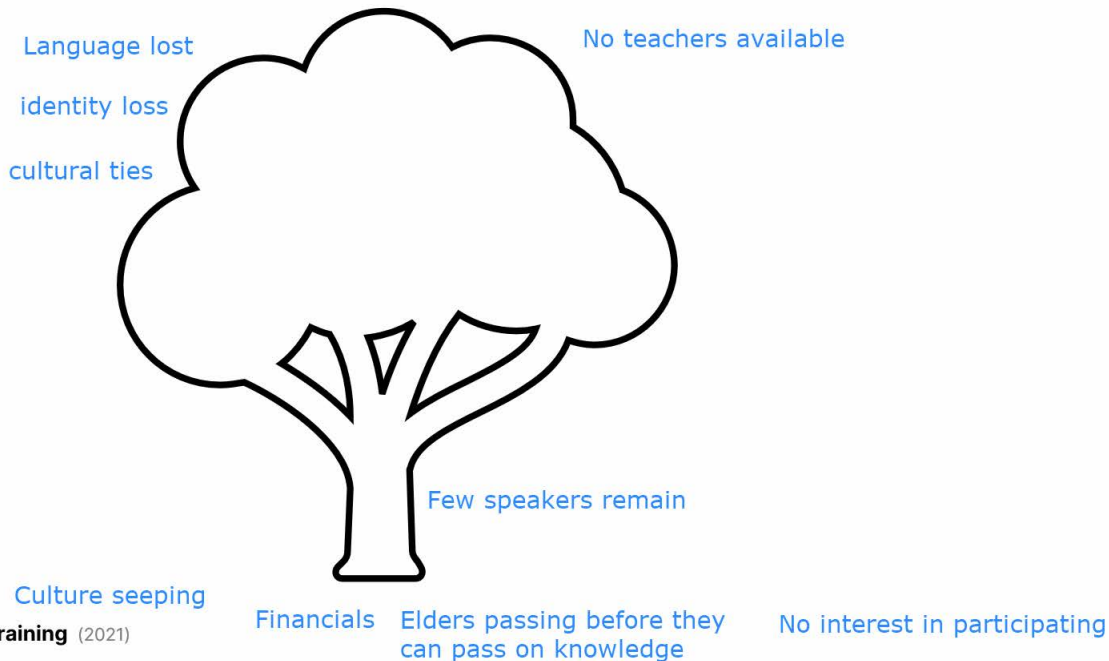 Language lost
No teachers available
identity loss
cultural ties
Few speakers remain
Culture seeping
Financials
Elders passing before they
can pass on knowledge
No interest in participating
raining (2021)